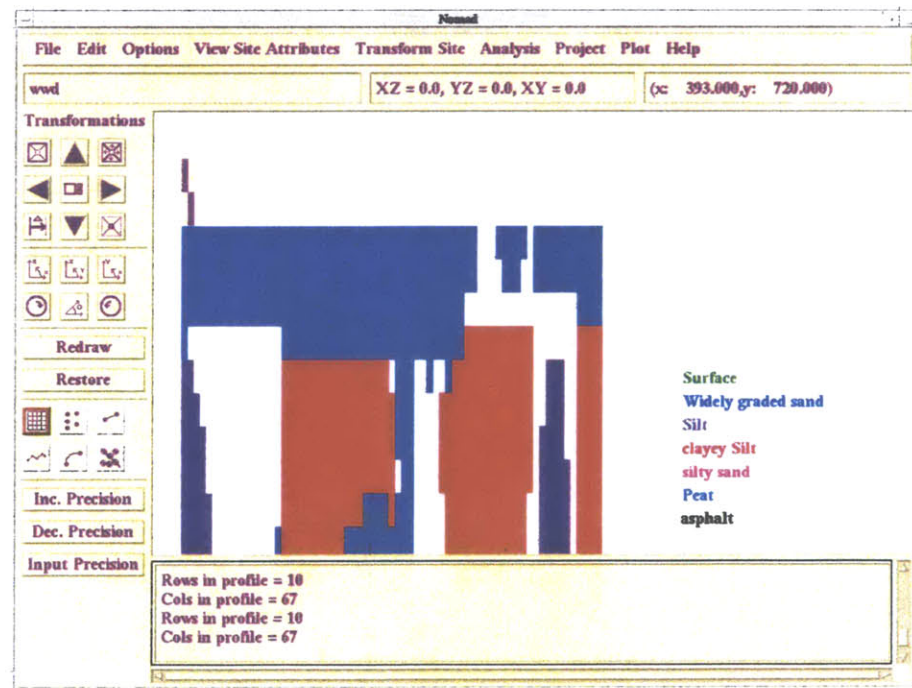 Nomad
File Edit Options View Site Attributes Transform Site Analysis Project Plot Help
wwd
XZ = 0.0, YZ = 0.0, XY = 0.0
(x: 393.000,y: 720.000)
Transformations
Redraw
Restore
Inc. Precision
Dec. Precision
Input Precision
Surface
Widely graded sand
Silt
clayey Silt
silty sand
Peat
asphalt
Rows in profile = 10
Cols in profile = 67
Rows in profile = 10
Cols in profile = 67